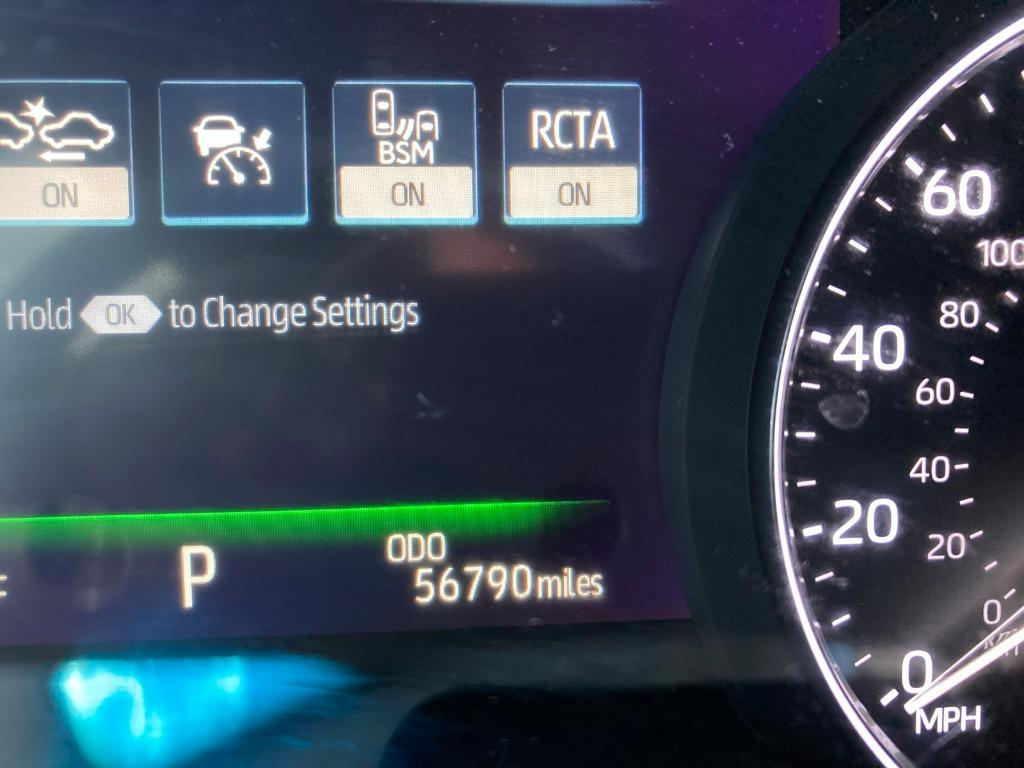 BSM
RCTA
ON
ON
ON
Hold OK to Change Settings
P
ODO
56790 miles
60
100
80
40
60
40
20
20
0
0
MPH